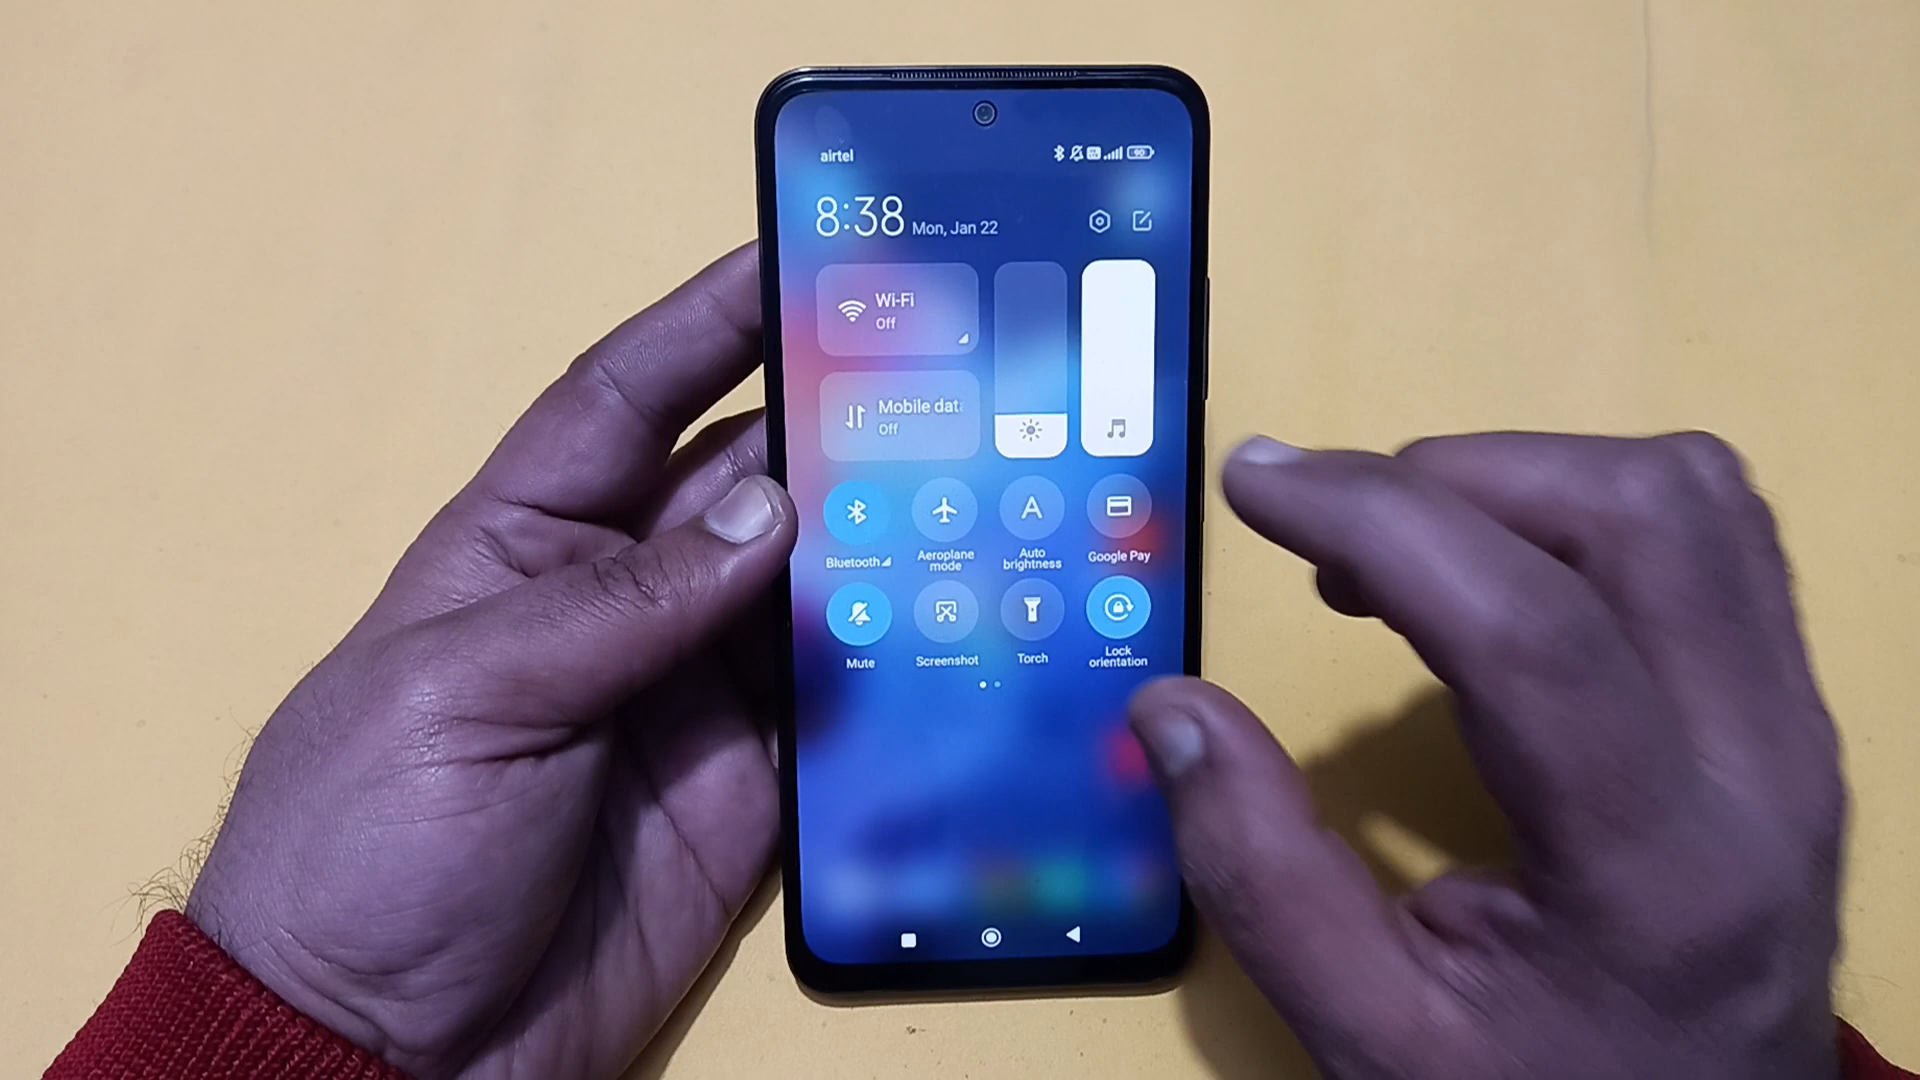 airtel
90
8:38 Mon, Jan 22
Wi-Fi
Off
Mobile dat
Off
Bluetooth
Aeroplane
mode
Auto
brightness
Google Pay
Mute
Screenshot
Torch
Lock
orientation